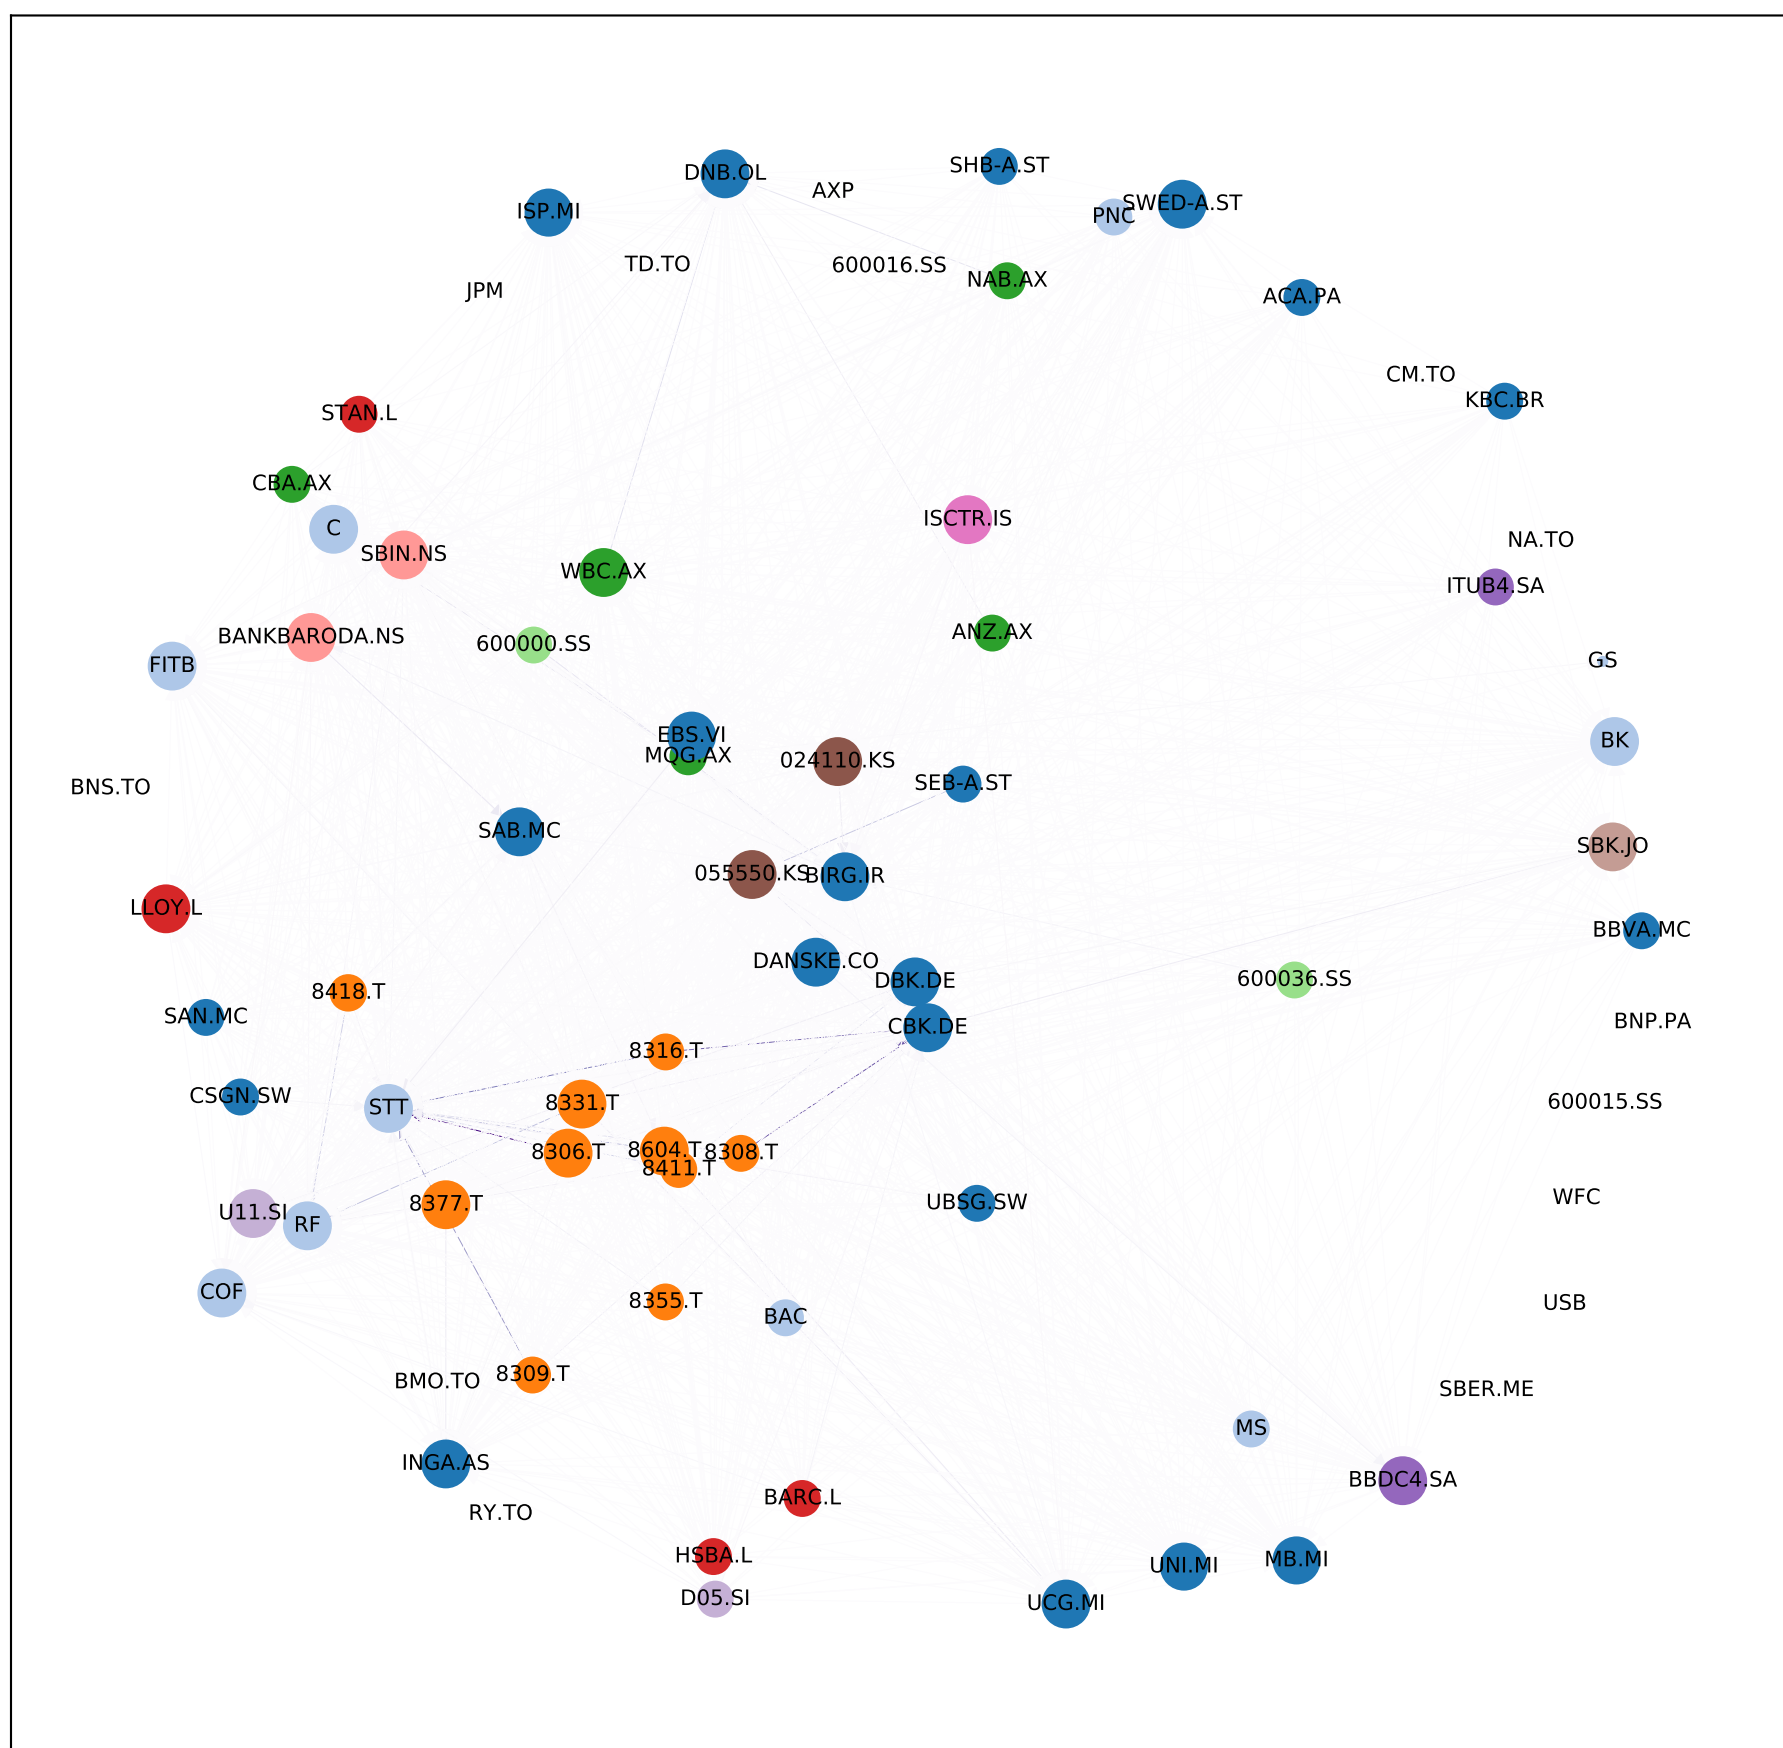 SHB-A.ST
DNB.OL
AXP
SWED-A.ST
ISP.MI
PNC
TD.TO
600016.SS
NAB.AX
JPM
ACA.PA
CM.TO
KBC.BR
STAN.L
CBA.AX
ISCTR.IS
C
NA.TO
SBIN.NS
WBC.AX
ITUB4.SA
ANZ.AX
BANKBARODA.NS
600000.SS
GS
FITB
EBS.VI
BK
MQG.AX
024110.KS
SEB-A.ST
BNS.TO
SAB.MC
SBK.JO
055550.KS
BIRG.IR
LLOY.L
BBVA.MC
DANSKE.CO
DBK.DE
600036.SS
8418.T
SAN.MC
BNP.PA
CBK.DE
8316.T
CSGN.SW
600015.SS
8331.T
STT
8604.T
8306.T
8308.T
8411.T
WFC
UBSG.SW
8377.T
U11.SI
RF
COF
8355.T
USB
BAC
8309.T
BMO.TO
SBER.ME
MS
INGA.AS
BBDC4.SA
BARC.L
RY.TO
HSBA.L
MB.MI
UNI.MI
D05.SI
UCG.MI